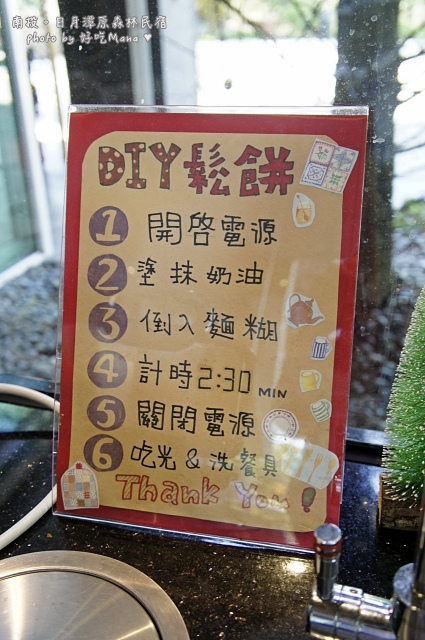 南投。日月潭原森林民宿
photo by 好吃Mana ♥
DIY鬆餅
1 開啓電源
2 塗抹奶油
3 倒入麵糊
4 計時2:30 MIN
5 關閉電源
6 吃光 & 洗餐具
Thank You!